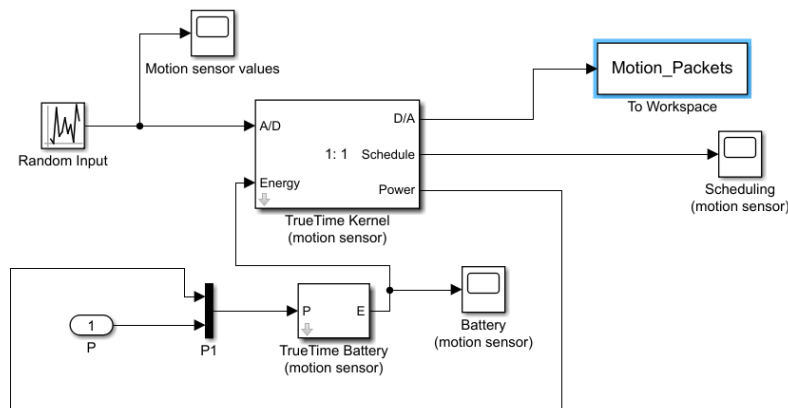 Motion sensor values
Motion_Packets
To Workspace
Random Input
A/D
D/A
1: 1
Schedule
Energy
Power
TrueTime Kernel
(motion sensor)
Scheduling
(motion sensor)
1
P
P1
P
E
TrueTime Battery
(motion sensor)
Battery
(motion sensor)